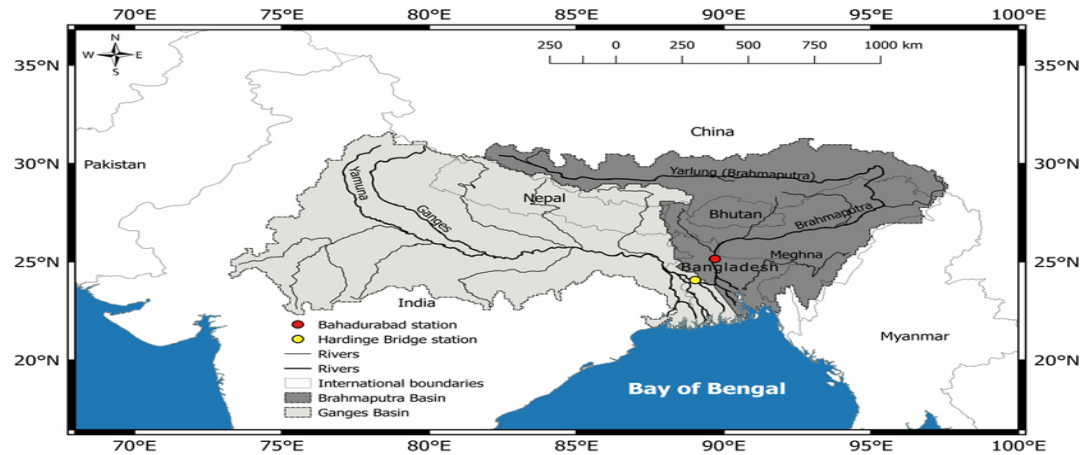 70°E 75°E 80°E 85°E 90°E 95°E 100°E
N
W E
S
250 0 250 500 750 1000 km
35°N 35°N
China
Pakistan
30°N 30°N
Yarlung (Brahmaputra)
Yamuna
Nepal
Ganges
Bhutan
Brahmaputra
Meghna
25°N 25°N
Bangladesh
India
Bahadurabad station
Hardinge Bridge station
Rivers
Rivers
International boundaries
Brahmaputra Basin
Ganges Basin
Myanmar
20°N 20°N
Bay of Bengal
70°E 75°E 80°E 85°E 90°E 95°E 100°E